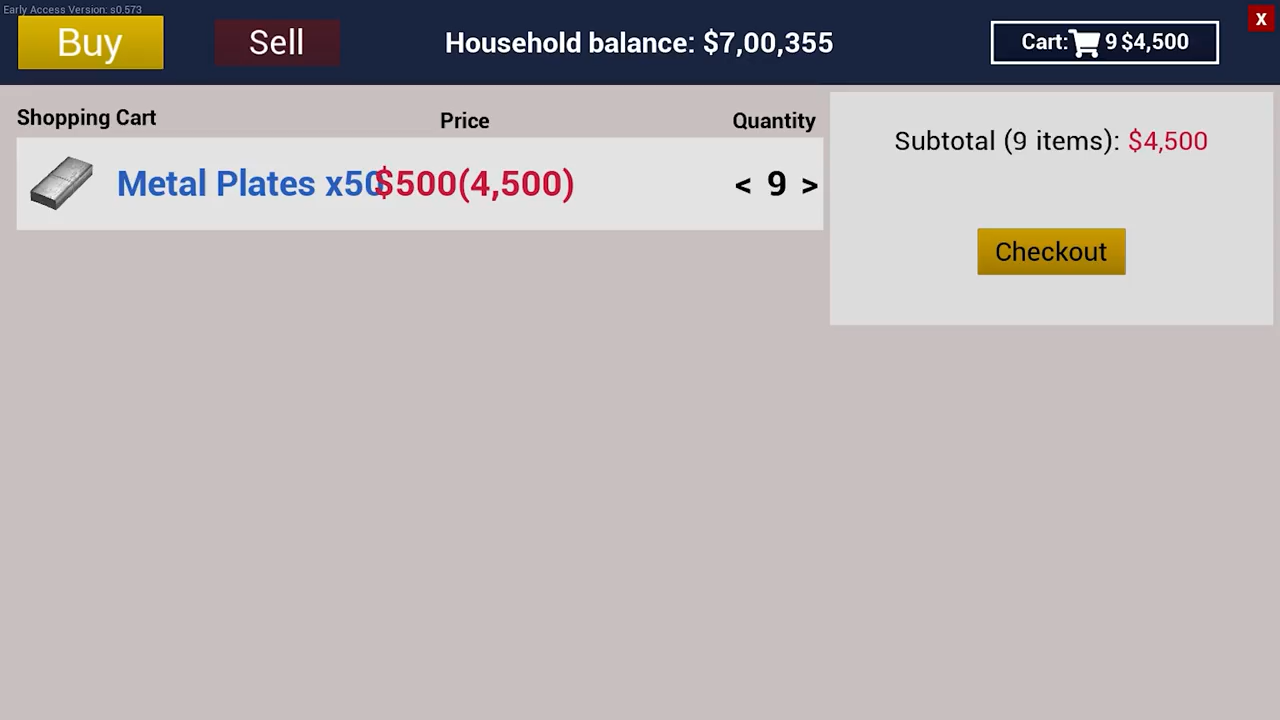 Early Access Version: s0.573
Buy
Sell
Household balance: $7,00,355
Cart: 9 $4,500
X
Shopping Cart
Price
Quantity
Metal Plates x50
$500(4,500)
< 9 >
Subtotal (9 items): $4,500
Checkout